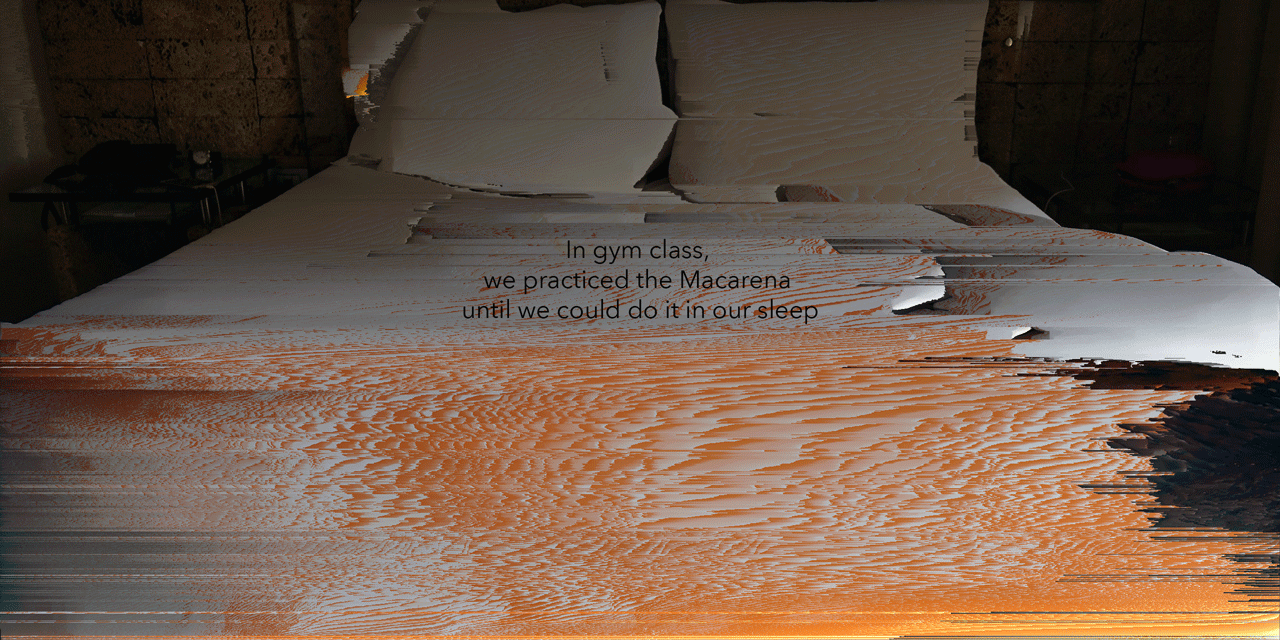 In gym class,
we practiced the Macarena
until we could do it in our sleep